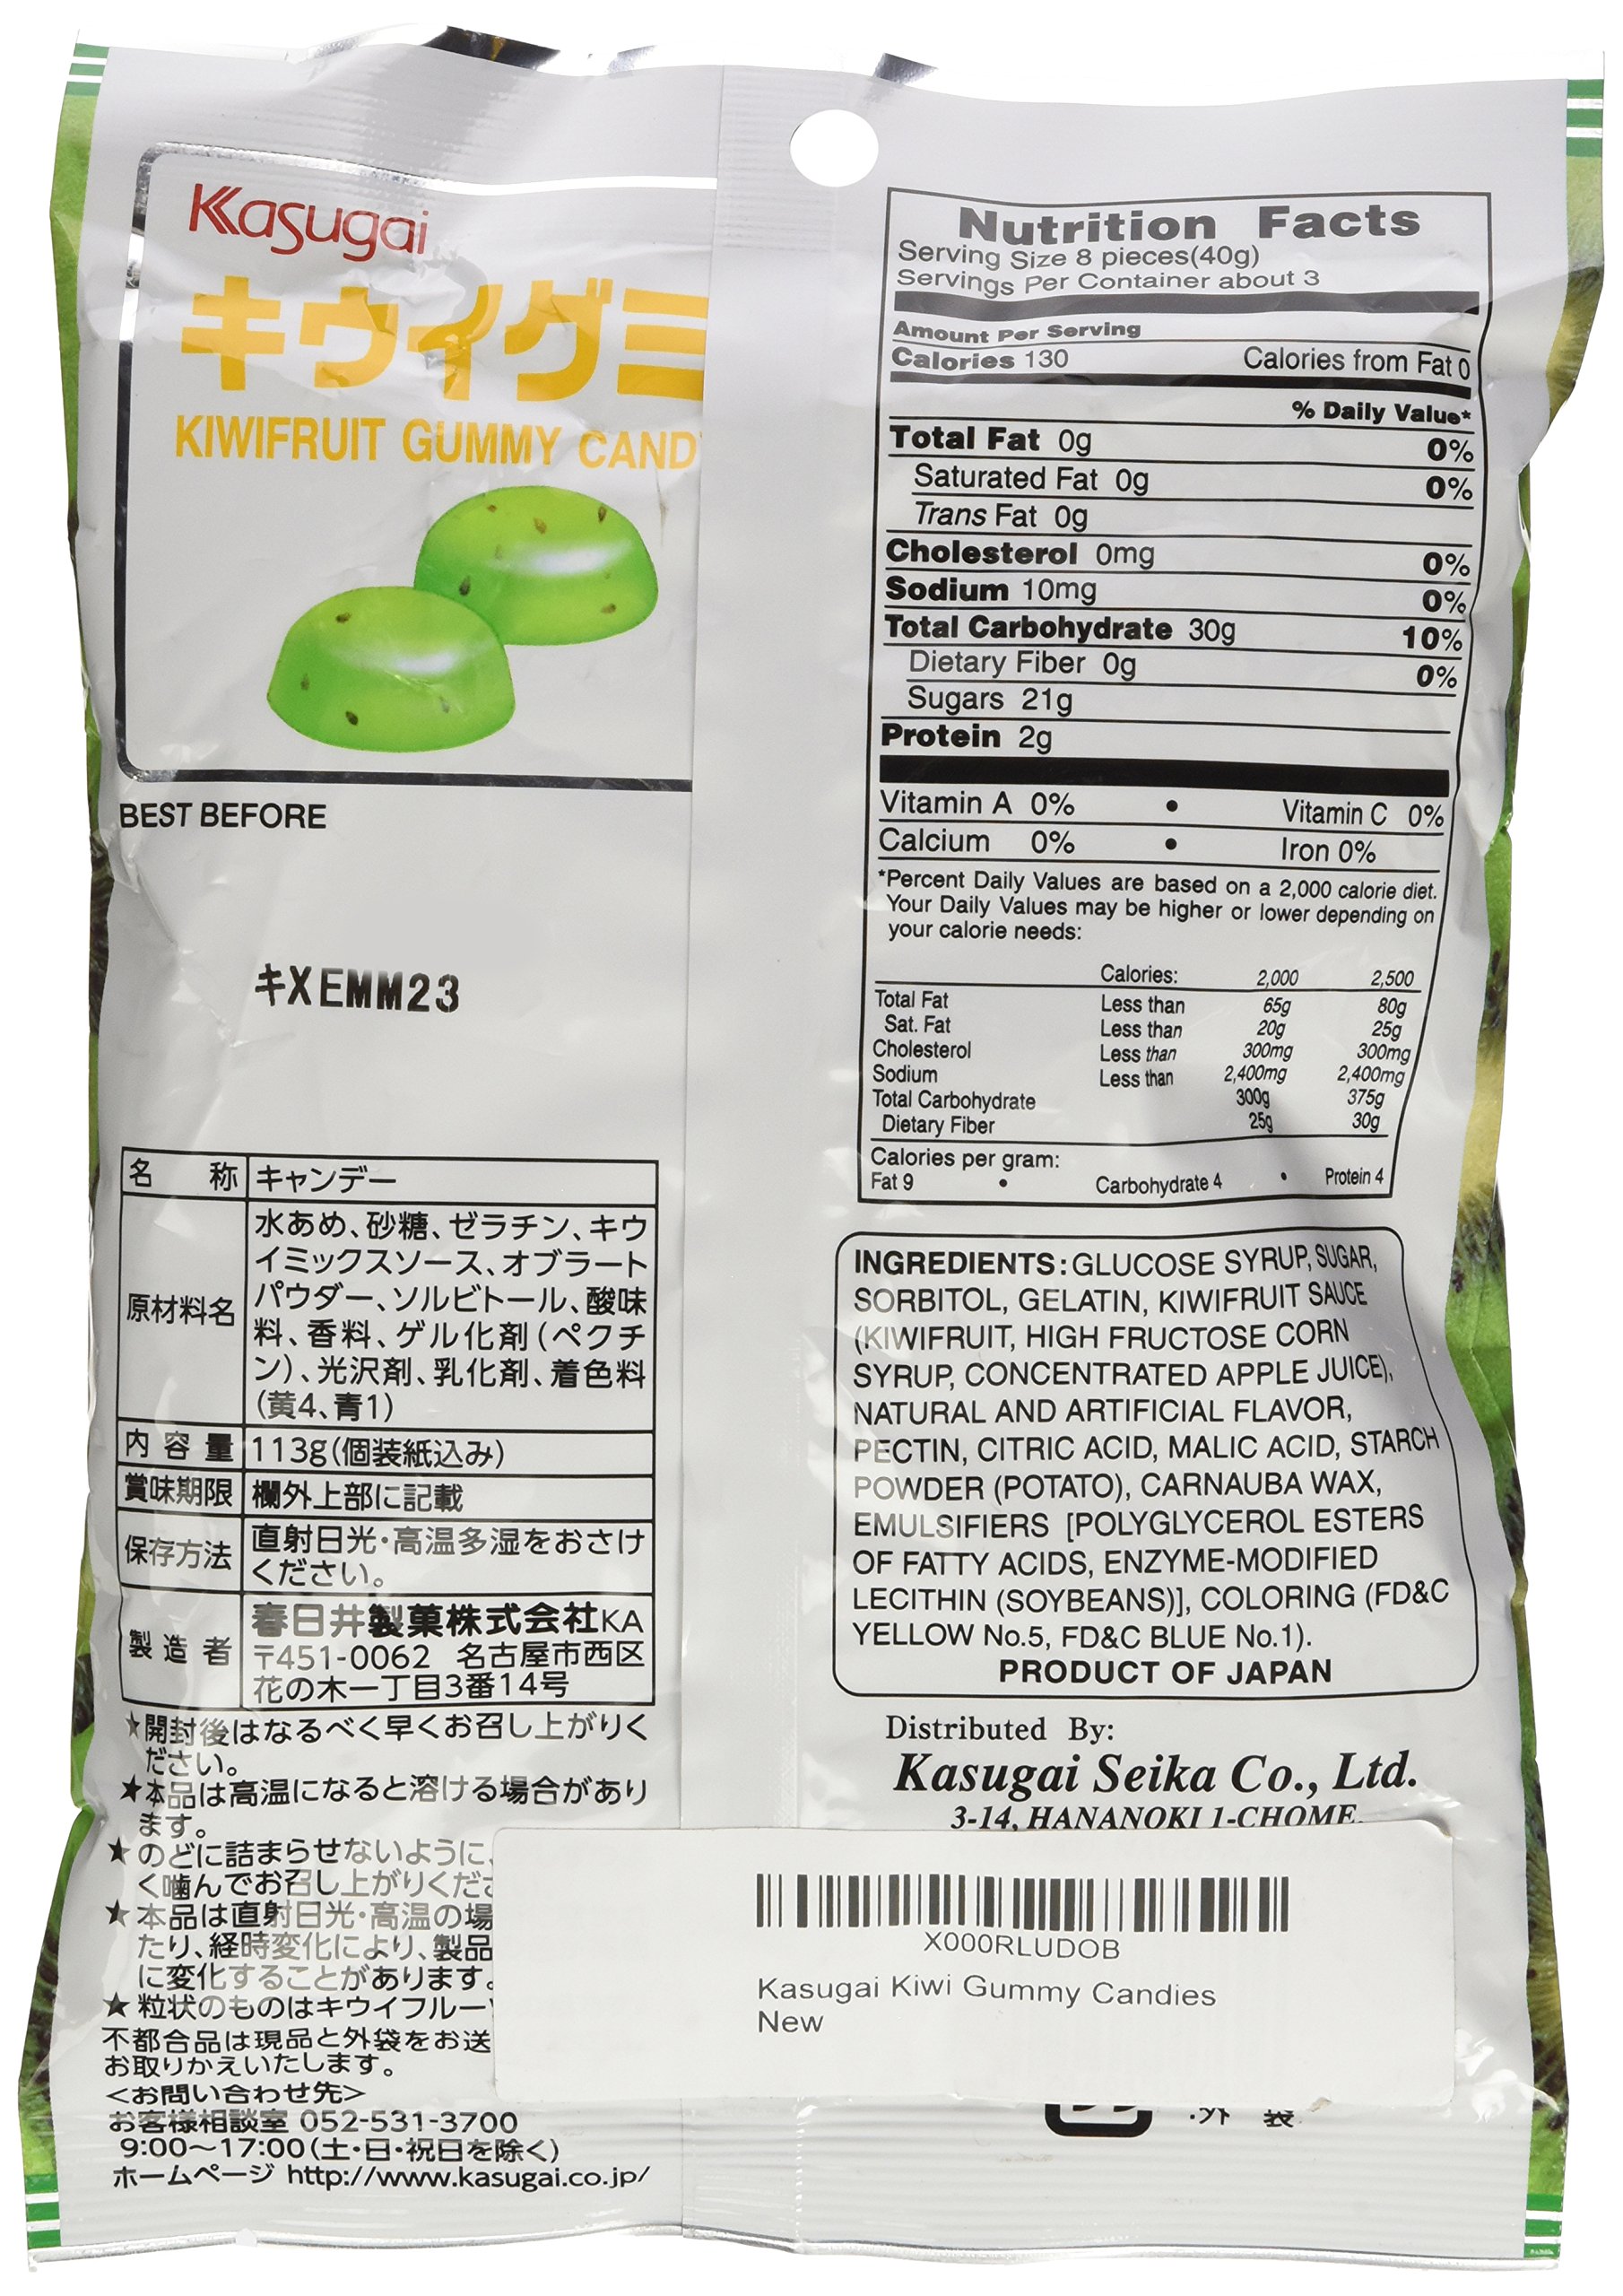 Kasugai
キウイグミ
KIWIFRUIT GUMMY CAND
BEST BEFORE
キXEMM23
名 称 キャンデー
原材料名 水あめ、砂糖、ゼラチン、キウ
イミックスソース、オブラート
パウダー、ソルビトール、酸味
料、香料、ゲル化剤(ペクチ
ン)、光沢剤、乳化剤、着色料
(黄4、青1)
内容量 113g(個装紙込み)
賞味期限 欄外上部に記載
保存方法 直射日光・高温多湿をおさけ
ください。
製造者 春日井製菓株式会社KA
〒451-0062 名古屋市西区
花の木一丁目3番14号
★開封後はなるべく早くお召し上がりく
ださい。
★本品は高温になると溶ける場合があり
ます。
★のどに詰まらせないように、
く噛んでお召し上がりくださ
★本品は直射日光・高温の場
たり、経時変化により、製品
に変化することがあります。
★粒状のものはキウイフルー
不都合品は現品と外袋をお送
お取りかえいたします。
<お問い合わせ先>
お客様相談室 052-531-3700
9:00～17:00(土・日・祝日を除く)
ホームページ http://www.kasugai.co.jp/
Nutrition Facts
Serving Size 8 pieces(40g)
Servings Per Container about 3
Amount Per Serving
Calories 130 Calories from Fat 0
% Daily Value*
Total Fat 0g 0%
Saturated Fat 0g 0%
Trans Fat 0g
Cholesterol 0mg 0%
Sodium 10mg 0%
Total Carbohydrate 30g 10%
Dietary Fiber 0g 0%
Sugars 21g
Protein 2g
Vitamin A 0% • Vitamin C 0%
Calcium 0% • Iron 0%
*Percent Daily Values are based on a 2,000 calorie diet.
Your Daily Values may be higher or lower depending on
your calorie needs:
Calories: 2,000 2,500
Total Fat Less than 65g 80g
Sat. Fat Less than 20g 25g
Cholesterol Less than 300mg 300mg
Sodium Less than 2,400mg 2,400mg
Total Carbohydrate 300g 375g
Dietary Fiber 25g 30g
Calories per gram:
Fat 9 • Carbohydrate 4 • Protein 4
INGREDIENTS: GLUCOSE SYRUP, SUGAR,
SORBITOL, GELATIN, KIWIFRUIT SAUCE
(KIWIFRUIT, HIGH FRUCTOSE CORN
SYRUP, CONCENTRATED APPLE JUICE),
NATURAL AND ARTIFICIAL FLAVOR,
PECTIN, CITRIC ACID, MALIC ACID, STARCH
POWDER (POTATO), CARNAUBA WAX,
EMULSIFIERS [POLYGLYCEROL ESTERS
OF FATTY ACIDS, ENZYME-MODIFIED
LECITHIN (SOYBEANS)], COLORING (FD&C
YELLOW No.5, FD&C BLUE No.1).
PRODUCT OF JAPAN
Distributed By:
Kasugai Seika Co., Ltd.
3-14, HANANOKI 1-CHOME,
X000RLUDOB
Kasugai Kiwi Gummy Candies
New
外 袋